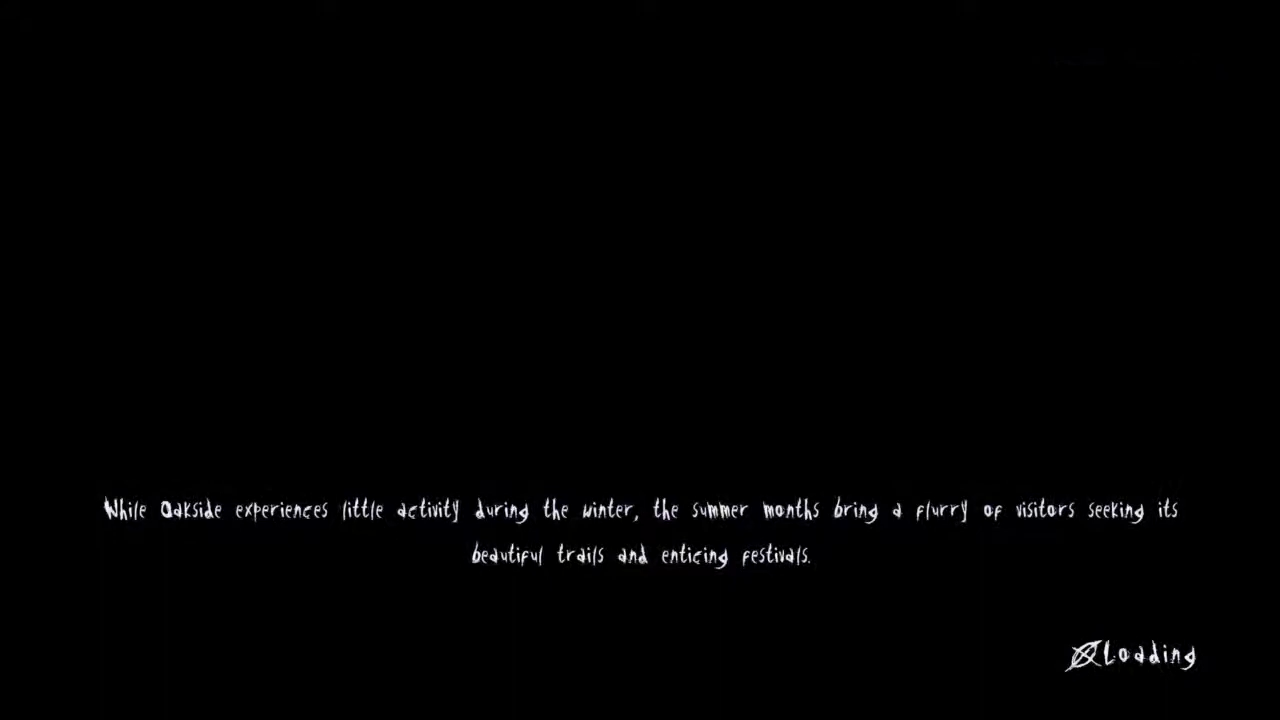 While Oakside experiences little activity during the winter, the summer months bring a flurry of visitors seeking its
beautiful trails and enticing festivals.
Loading